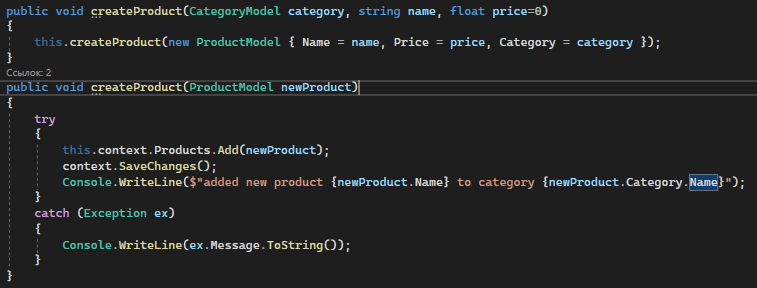 public void createProduct(CategoryModel category, string name, float price=0)
{
this.createProduct(new ProductModel { Name = name, Price = price, Category = category });
}
Ссылок: 2
public void createProduct(ProductModel newProduct)
{
try
{
this.context.Products.Add(newProduct);
context.SaveChanges();
Console.WriteLine($"added new product {newProduct.Name} to category {newProduct.Category.Name}");
}
catch (Exception ex)
{
Console.WriteLine(ex.Message.ToString());
}
}